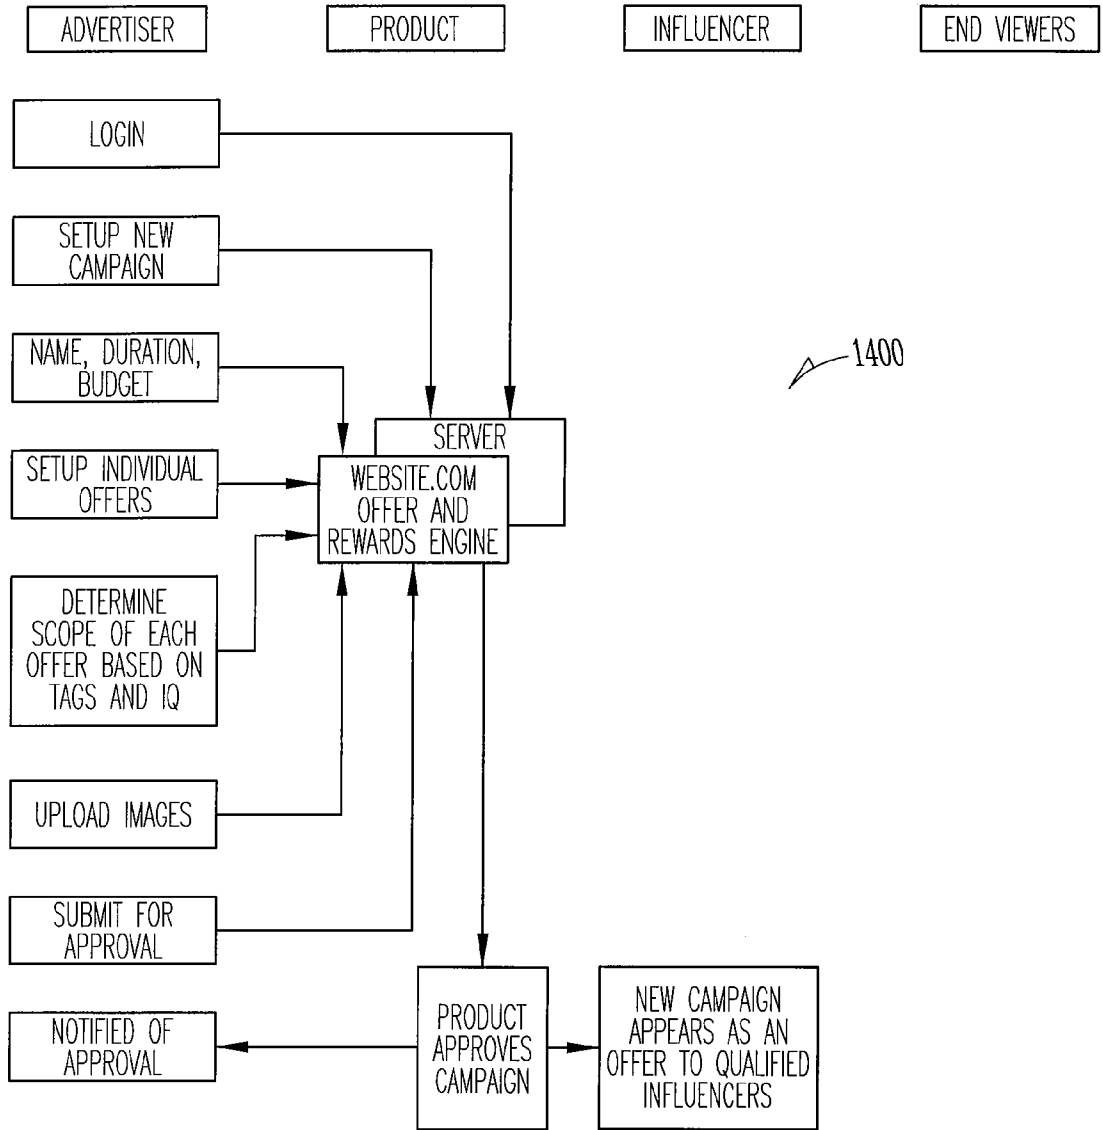 ADVERTISER
PRODUCT
INFLUENCER
END VIEWERS
LOGIN
SETUP NEW
CAMPAIGN
NAME, DURATION,
BUDGET
1400
SERVER
SETUP INDIVIDUAL
OFFERS
WEBSITE.COM
OFFER AND
REWARDS ENGINE
DETERMINE
SCOPE OF EACH
OFFER BASED ON
TAGS AND IQ
UPLOAD IMAGES
SUBMIT FOR
APPROVAL
NOTIFIED OF
APPROVAL
PRODUCT
APPROVES
CAMPAIGN
NEW CAMPAIGN
APPEARS AS AN
OFFER TO QUALIFIED
INFLUENCERS